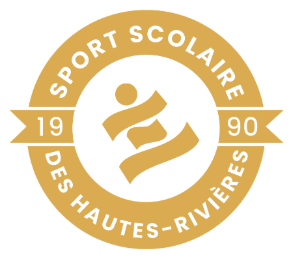 SPORT SCOLAIRE
19 90
DES HAUTES-RIVIÈRES